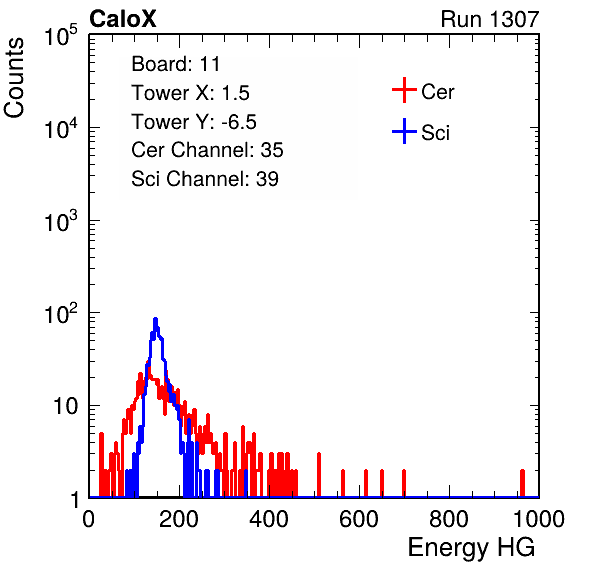 CaloX Run 1307
Counts
Board: 11
Tower X: 1.5
Tower Y: -6.5
Cer Channel: 35
Sci Channel: 39
Cer
Sci
10^5
10^4
10^3
10^2
10
1
0 200 400 600 800 1000
Energy HG